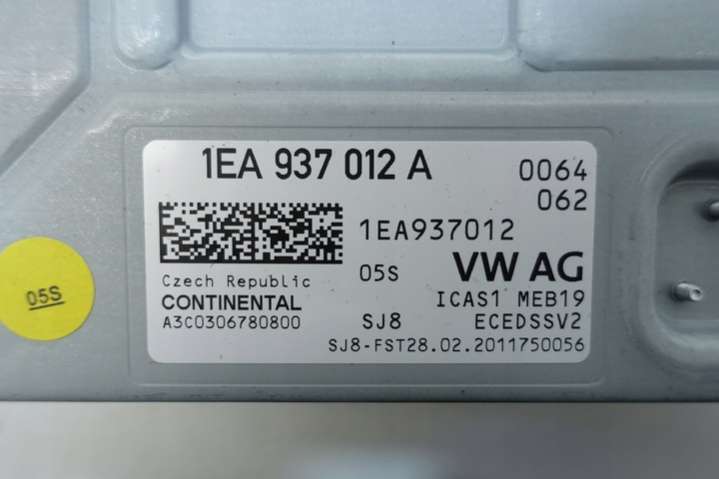 1EA 937 012 A
0064
062
1EA937012
05S
VW AG
Czech Republic
CONTINENTAL
ICAS1 MEB19
A3C0306780800
SJ8
ECEDSSV2
SJ8-FST28.02.2011750056
05S